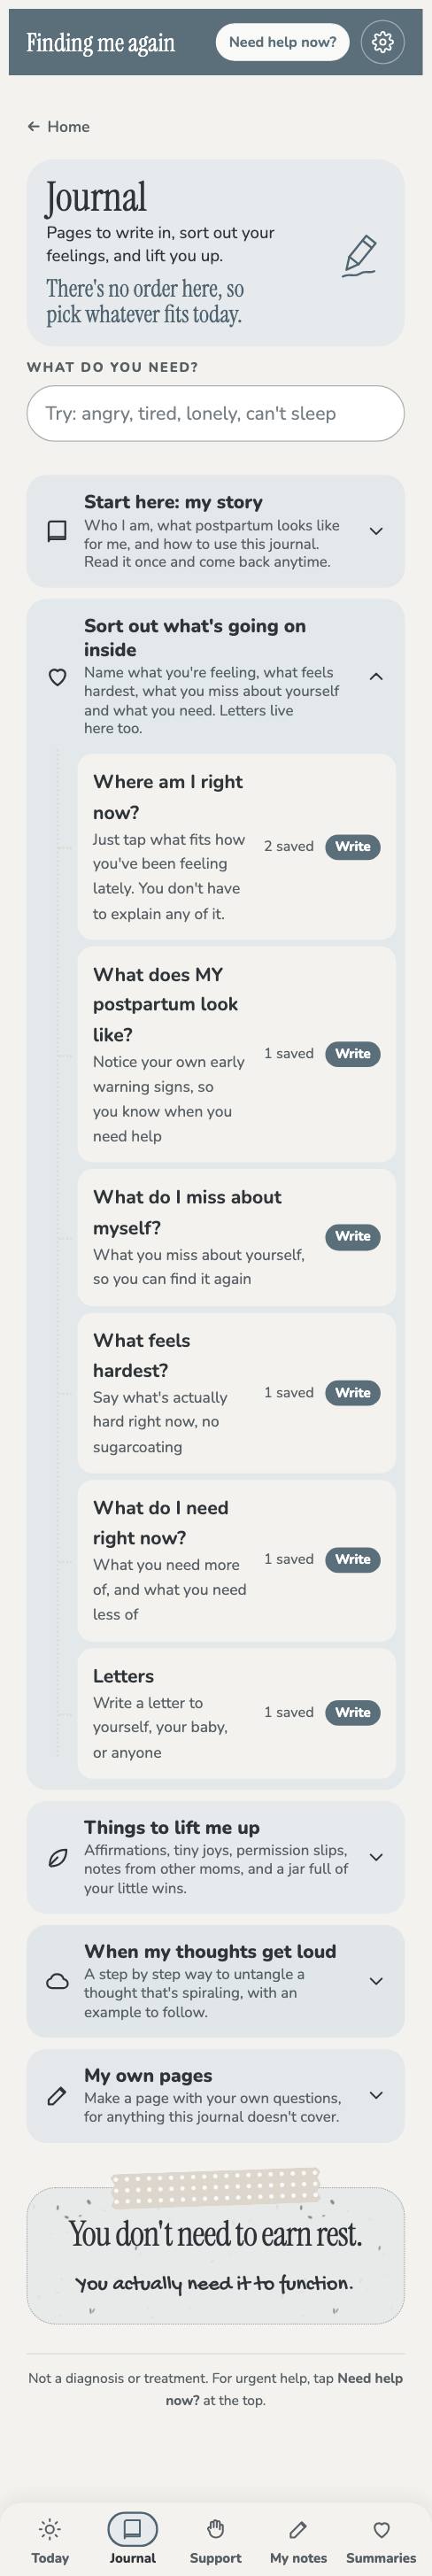 Finding me again
Need help now?
← Home
Journal
Pages to write in, sort out your
feelings, and lift you up.
There's no order here, so
pick whatever fits today.
WHAT DO YOU NEED?
Try: angry, tired, lonely, can't sleep
Start here: my story
Who I am, what postpartum looks like
for me, and how to use this journal.
Read it once and come back anytime.
Sort out what's going on
inside
Name what you're feeling, what feels
hardest, what you miss about yourself
and what you need. Letters live
here too.
Where am I right
now?
Just tap what fits how
you've been feeling
lately. You don't have
to explain any of it.
2 saved
Write
What does MY
postpartum look
like?
Notice your own early
warning signs, so
you know when you
need help
1 saved
Write
What do I miss about
myself?
What you miss about yourself,
so you can find it again
Write
What feels
hardest?
Say what's actually
hard right now, no
sugarcoating
1 saved
Write
What do I need
right now?
What you need more
of, and what you need
less of
1 saved
Write
Letters
Write a letter to
yourself, your baby,
or anyone
1 saved
Write
Things to lift me up
Affirmations, tiny joys, permission slips,
notes from other moms, and a jar full of
your little wins.
When my thoughts get loud
A step by step way to untangle a
thought that's spiraling, with an
example to follow.
My own pages
Make a page with your own questions,
for anything this journal doesn't cover.
You don't need to earn rest.
You actually need it to function.
Not a diagnosis or treatment. For urgent help, tap Need help
now? at the top.
Today
Journal
Support
My notes
Summaries